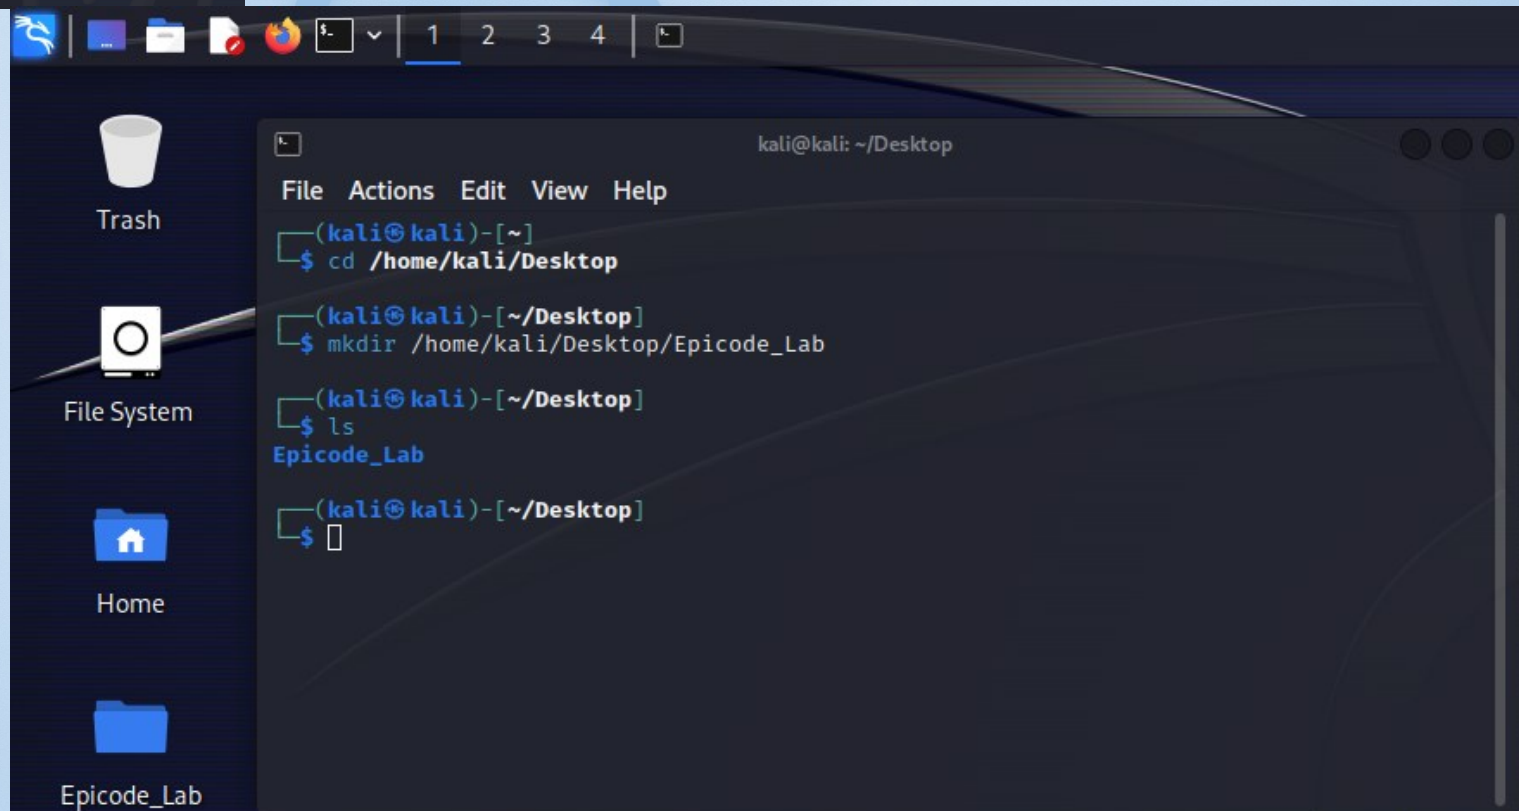 1 2 3 4
Trash
File System
Home
Epicode_Lab
kali@kali: ~/Desktop
File Actions Edit View Help
┌──(kali㉿kali)-[~]
└─$ cd /home/kali/Desktop
┌──(kali㉿kali)-[~/Desktop]
└─$ mkdir /home/kali/Desktop/Epicode_Lab
┌──(kali㉿kali)-[~/Desktop]
└─$ ls
Epicode_Lab
┌──(kali㉿kali)-[~/Desktop]
└─$